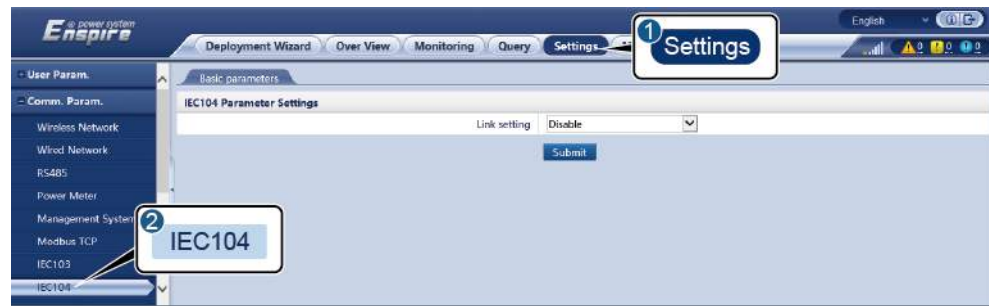 e power system
Enspire
English
Deployment Wizard Over View Monitoring Query Settings
1 Settings
User Param.
Basic parameters
Comm. Param.
IEC104 Parameter Settings
Wireless Network
Link setting Disable
Wired Network
Submit
RS485
Power Meter
Management System
2 IEC104
Modbus TCP
IEC103
IEC104